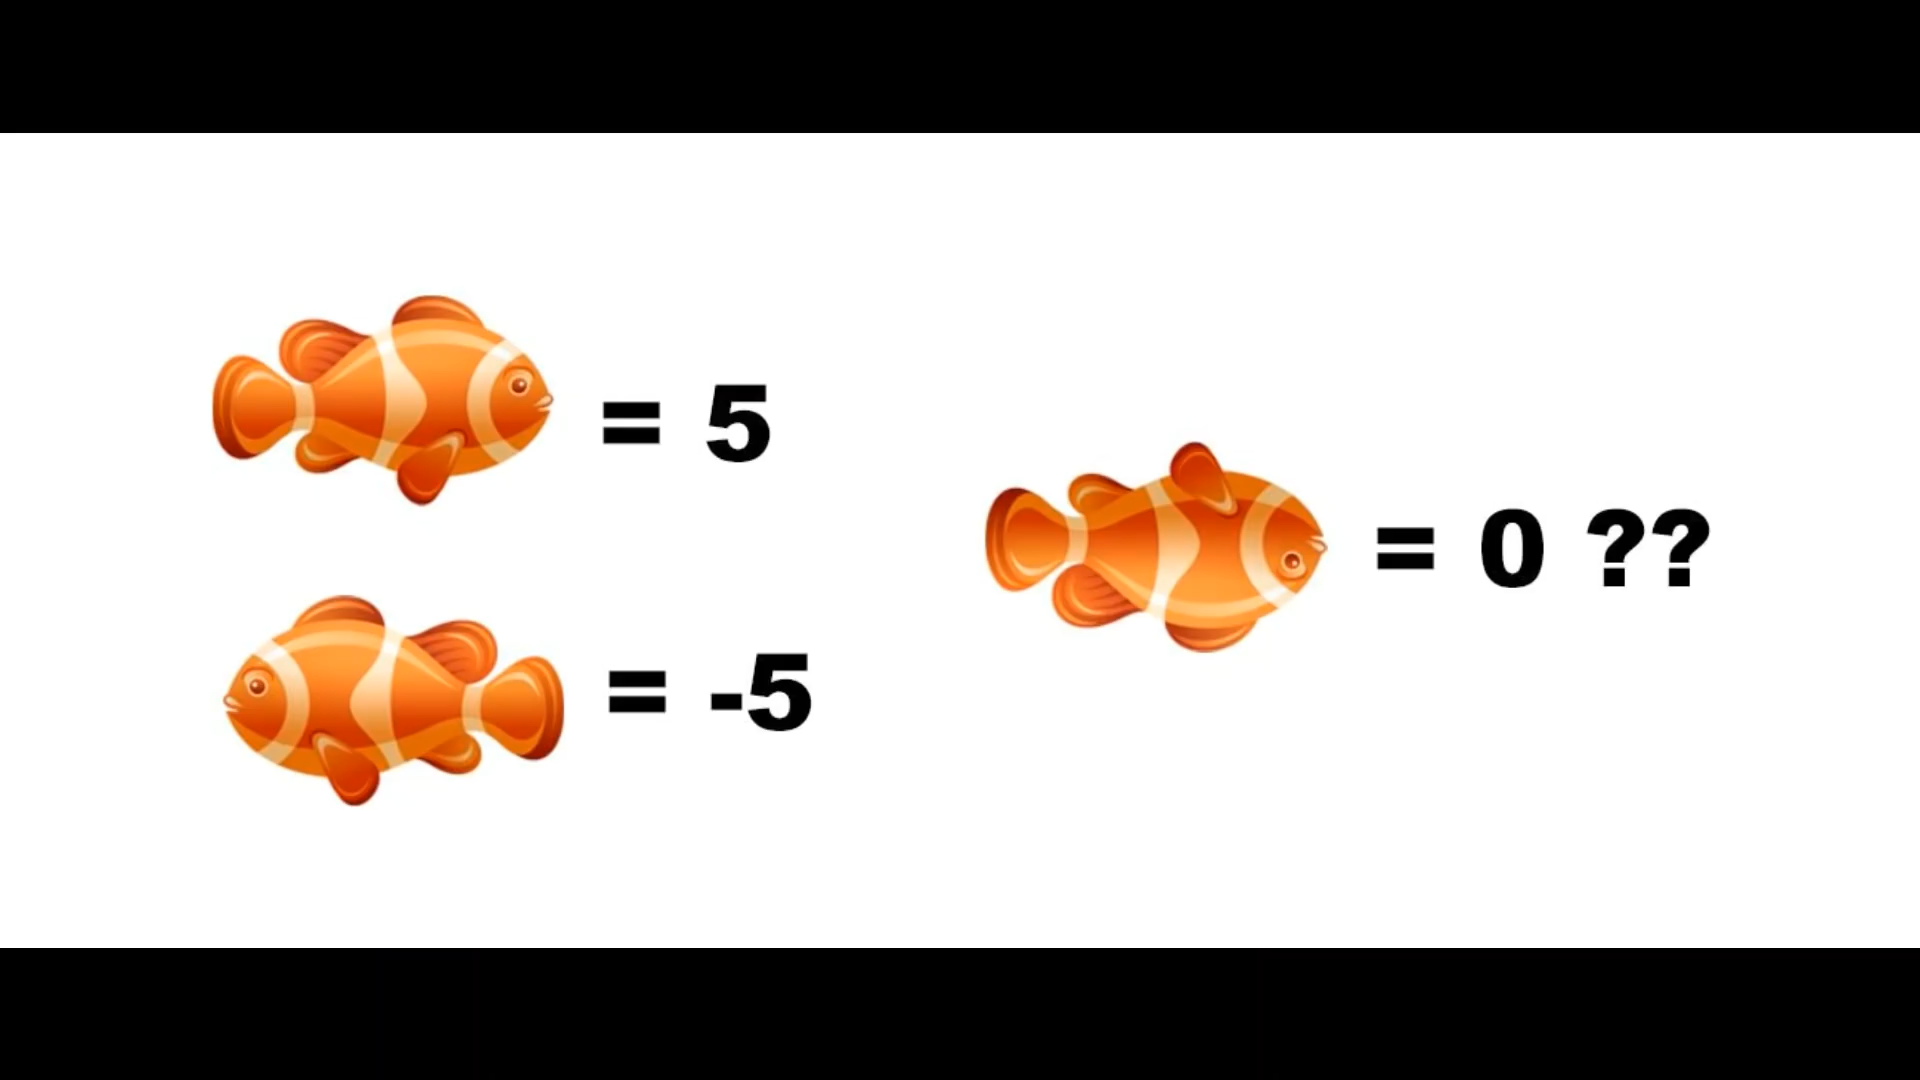 = 5
= -5
= 0 ??